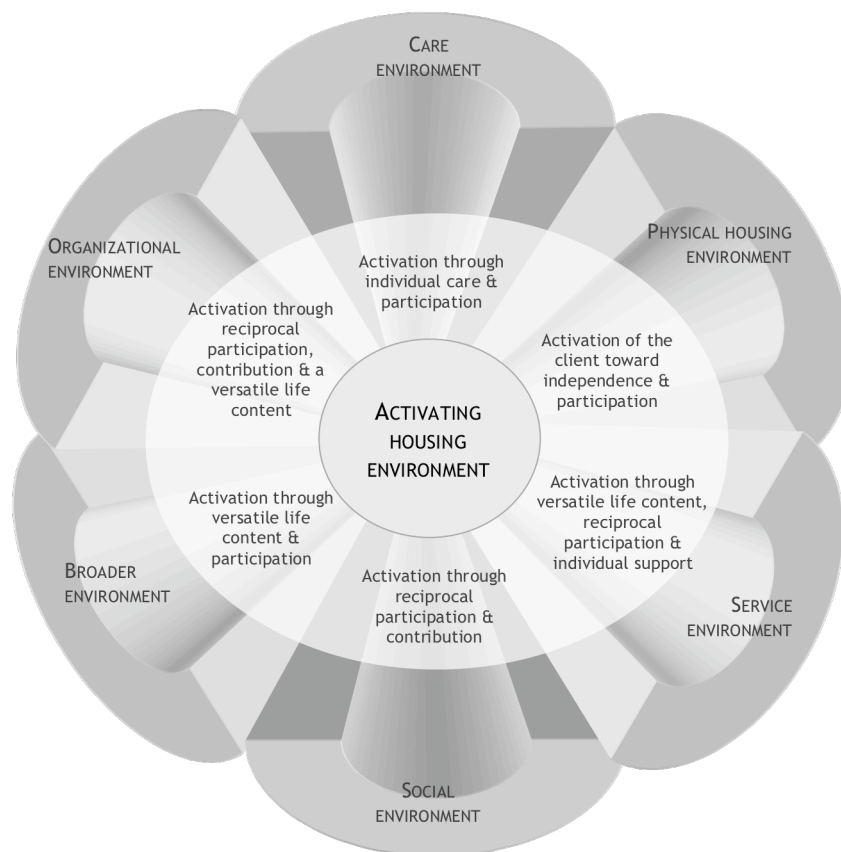 CARE
ENVIRONMENT
PHYSICAL HOUSING
ENVIRONMENT
ORGANIZATIONAL
ENVIRONMENT
Activation through
individual care &
participation
Activation through
reciprocal
participation,
contribution & a
versatile life
content
Activation of the
client toward
independence &
participation
ACTIVATING
HOUSING
ENVIRONMENT
Activation through
versatile life
content &
participation
Activation through
versatile life content,
reciprocal
participation &
individual support
Activation through
reciprocal
participation &
contribution
BROADER
ENVIRONMENT
SERVICE
ENVIRONMENT
SOCIAL
ENVIRONMENT